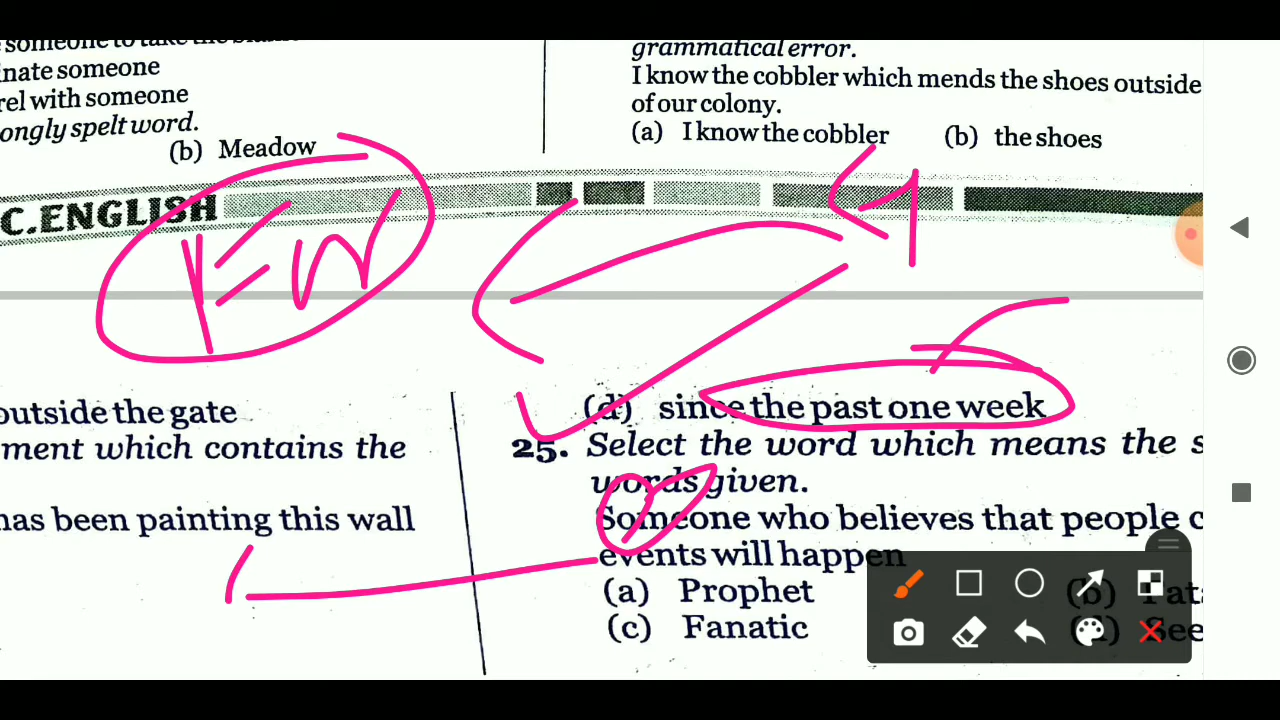 someone to take the blame
inate someone
rel with someone
ongly spelt word.
(b) Meadow
grammatical error.
I know the cobbler which mends the shoes outside
of our colony.
(a) I know the cobbler (b) the shoes
C.ENGLISH
outside the gate
ment which contains the
has been painting this wall
(d) since the past one week
25. Select the word which means the s
words given.
Someone who believes that people c
events will happen
(a) Prophet (b) Fata
(c) Fanatic (d) See